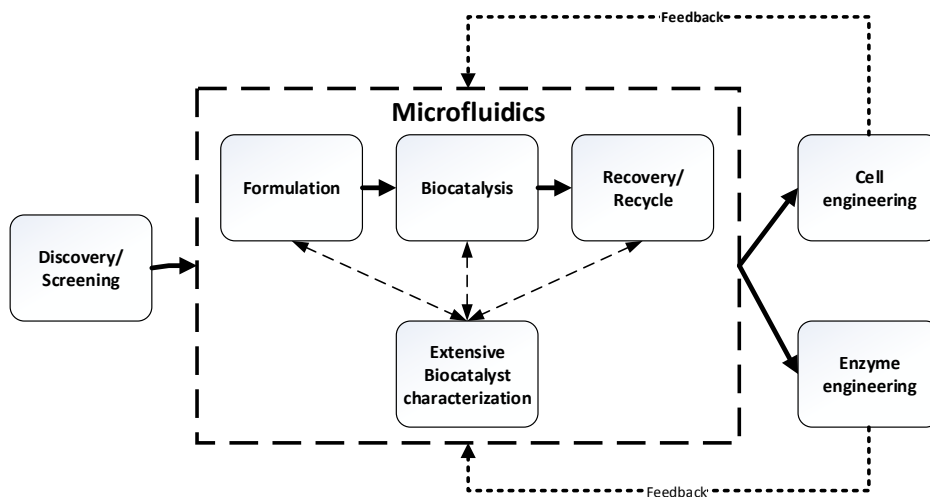 Feedback
Microfluidics
Formulation
Biocatalysis
Recovery/
Recycle
Cell
engineering
Discovery/
Screening
Extensive
Biocatalyst
characterization
Enzyme
engineering
Feedback